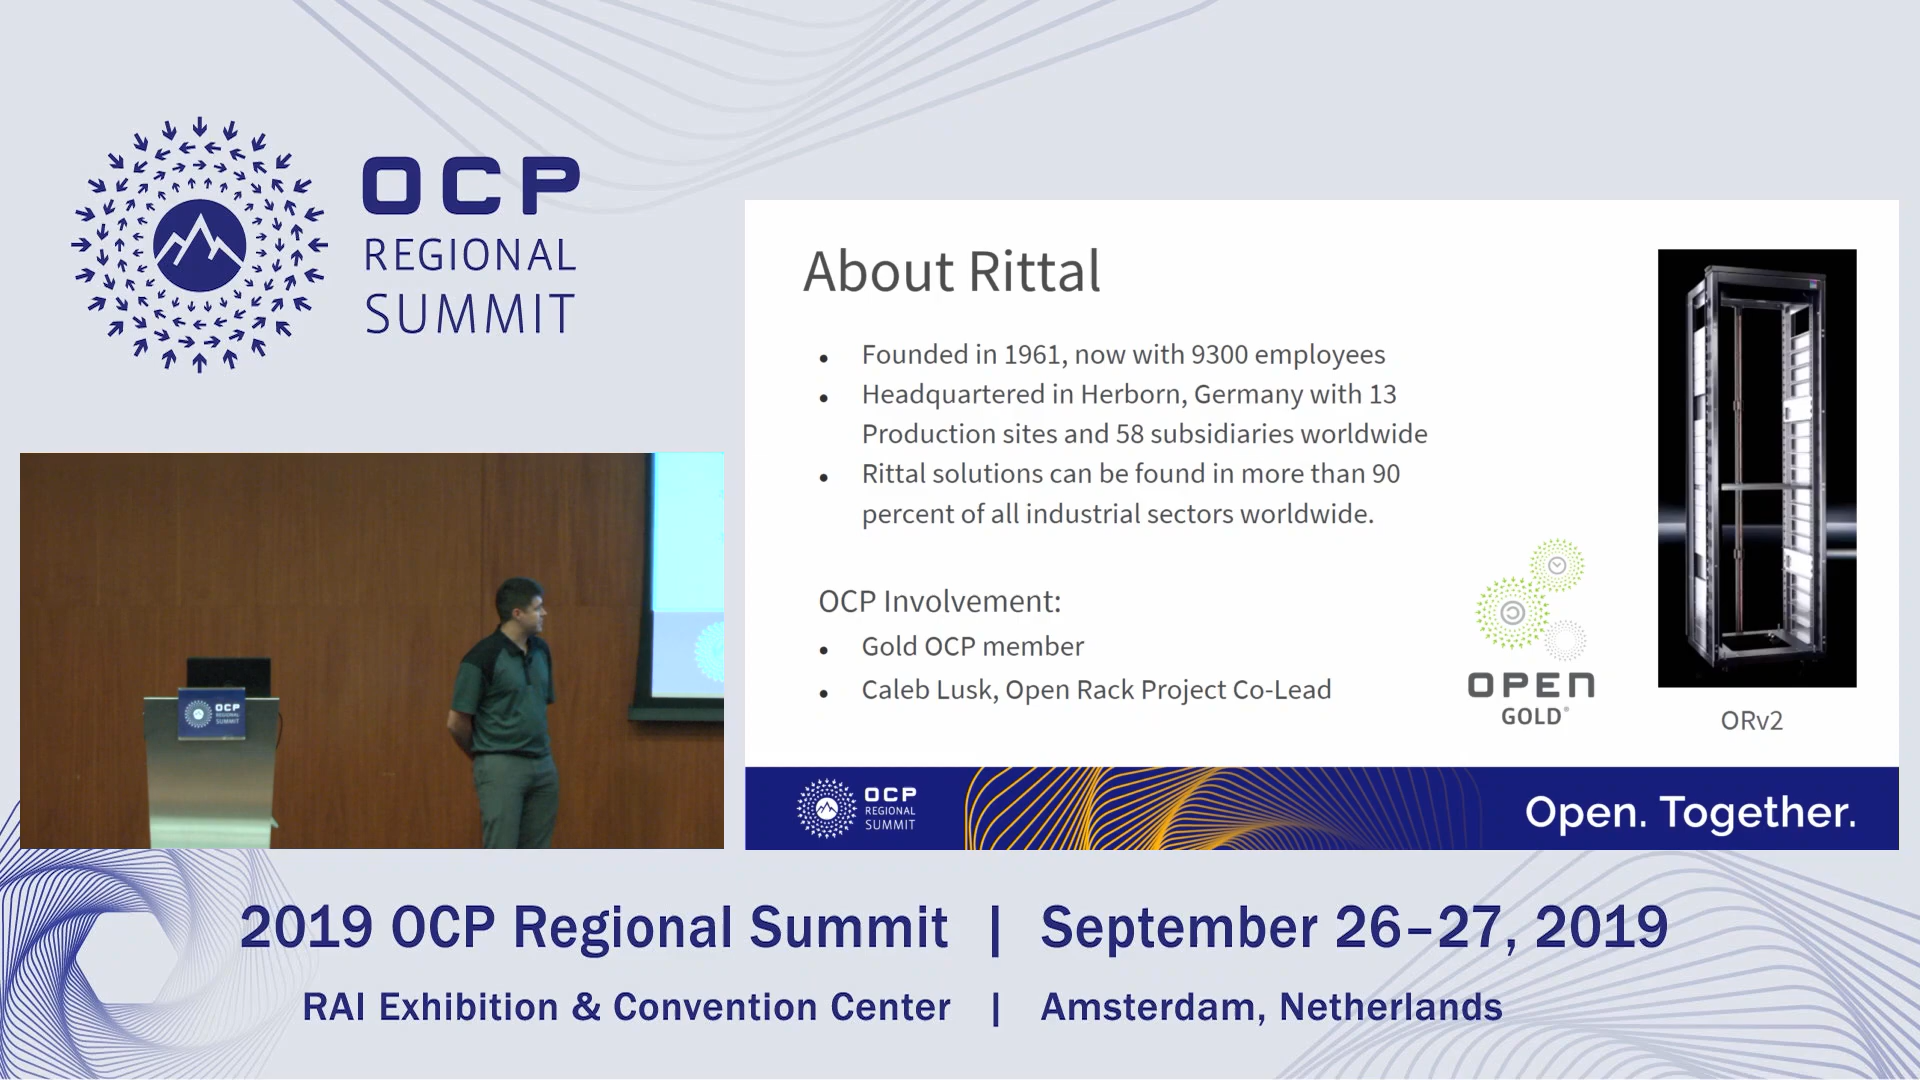 OCP
REGIONAL
SUMMIT
About Rittal
• Founded in 1961, now with 9300 employees
• Headquartered in Herborn, Germany with 13
Production sites and 58 subsidiaries worldwide
• Rittal solutions can be found in more than 90
percent of all industrial sectors worldwide.
OCP Involvement:
• Gold OCP member
• Caleb Lusk, Open Rack Project Co-Lead
OPEN
GOLD®
ORv2
OCP
REGIONAL
SUMMIT
OCP
REGIONAL
SUMMIT
Open. Together.
2019 OCP Regional Summit | September 26–27, 2019
RAI Exhibition & Convention Center | Amsterdam, Netherlands